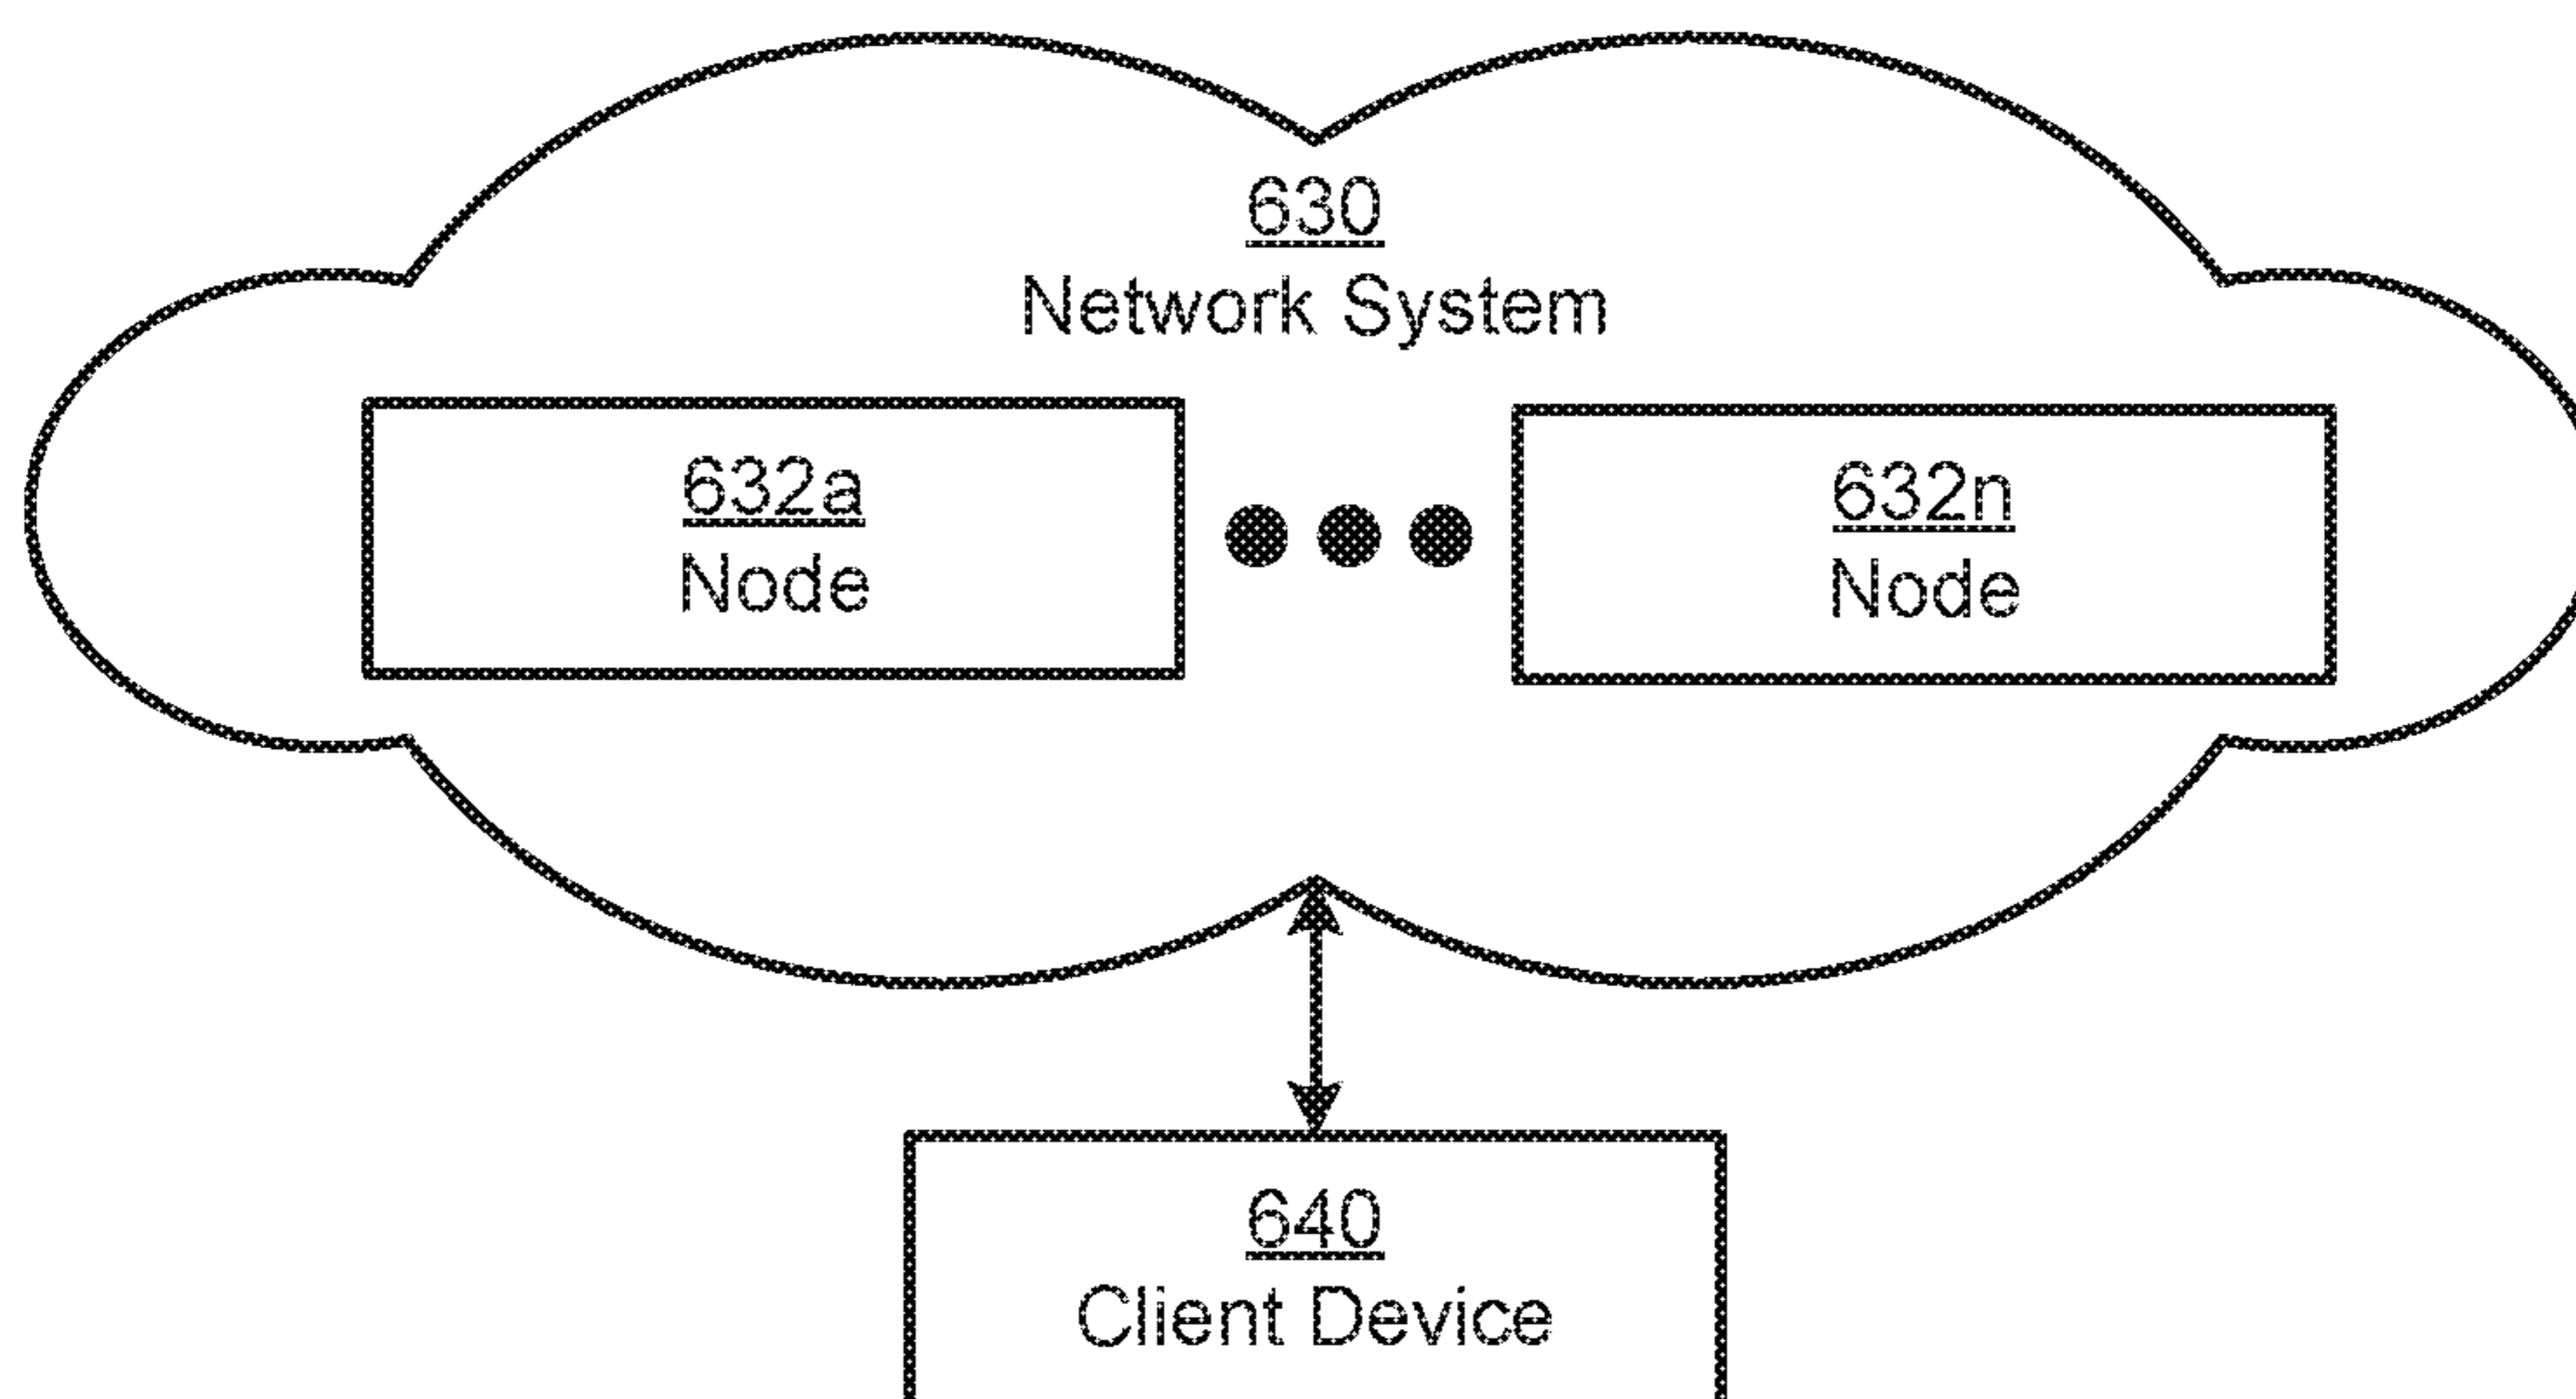 630
Network System
632a
Node
632n
Node
640
Client Device